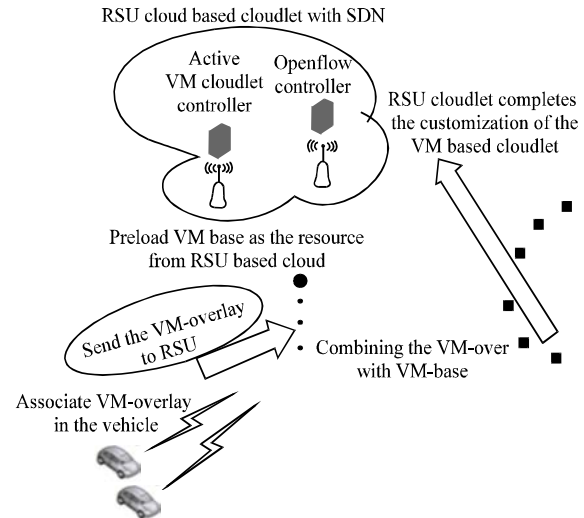 RSU cloud based cloudlet with SDN
Active
VM cloudlet
controller
Openflow
controller
RSU cloudlet completes
the customization of the
VM based cloudlet
Preload VM base as the resource
from RSU based cloud
Send the VM-overlay
to RSU
Combining the VM-over
with VM-base
Associate VM-overlay
in the vehicle